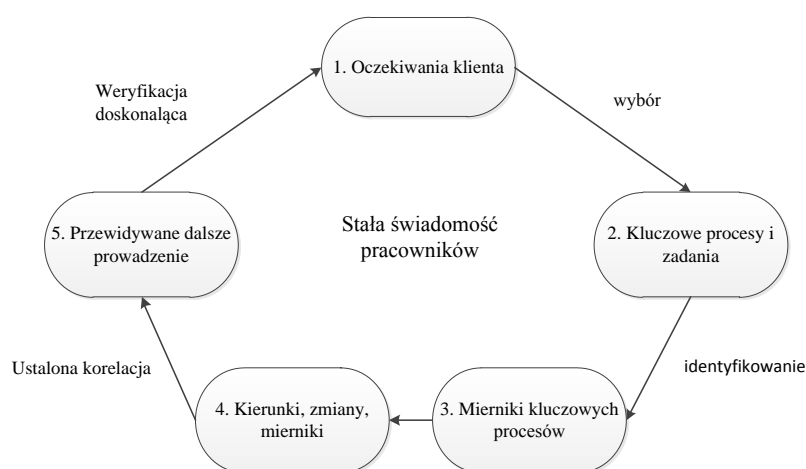 1. Oczekiwania klienta
Weryfikacja
doskonaląca
wybór
Stała świadomość
pracowników
5. Przewidywane dalsze
prowadzenie
2. Kluczowe procesy i
zadania
Ustalona korelacja
identyfikowanie
4. Kierunki, zmiany,
mierniki
3. Mierniki kluczowych
procesów